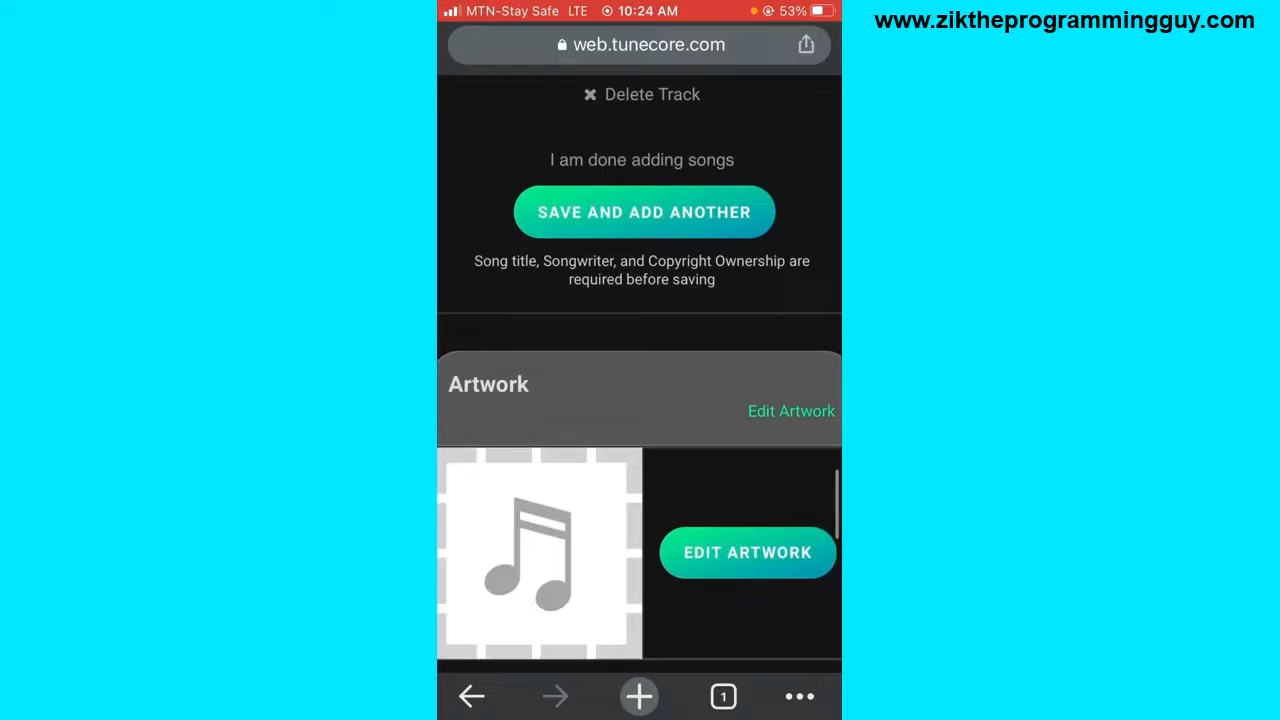 MTN-Stay Safe LTE 10:24 AM 53%
www.ziktheprogrammingguy.com
web.tunecore.com
Delete Track
I am done adding songs
SAVE AND ADD ANOTHER
Song title, Songwriter, and Copyright Ownership are
required before saving
Artwork
Edit Artwork
EDIT ARTWORK
1